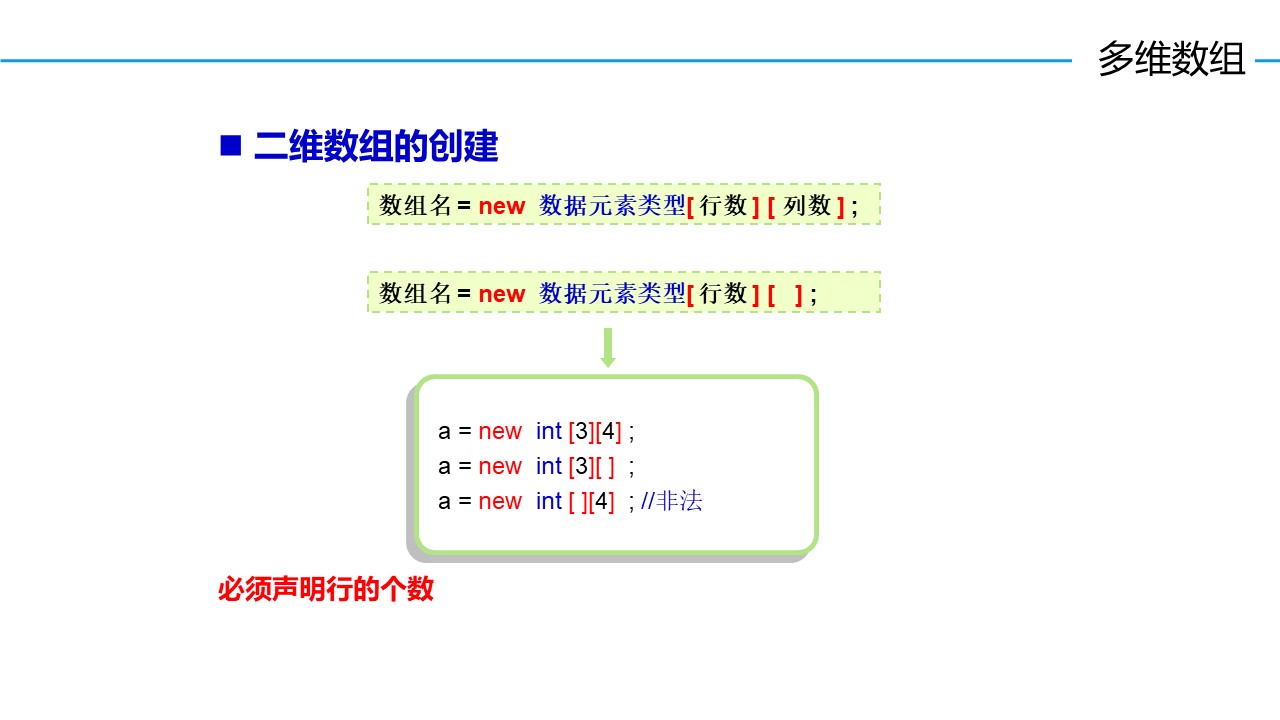 多维数组
二维数组的创建
数组名 = new 数据元素类型[ 行数 ] [ 列数 ] ;
数组名 = new 数据元素类型[ 行数 ] [ ] ;
a = new int [3][4] ;
a = new int [3][ ] ;
a = new int [ ][4] ; //非法
必须声明行的个数